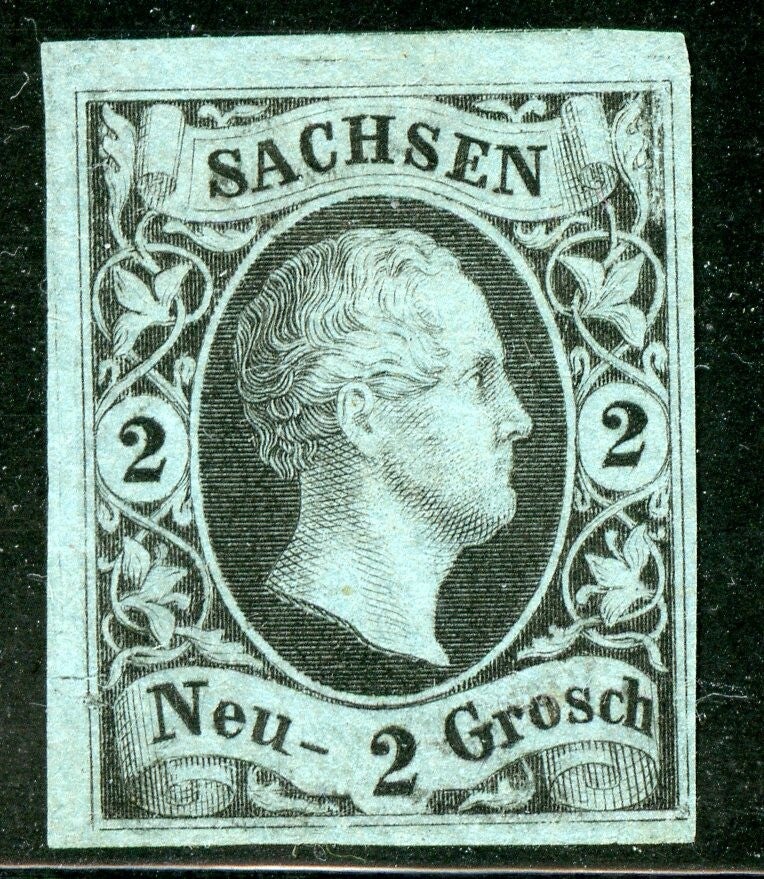 SACHSEN
2 2
Neu- 2 Grosch